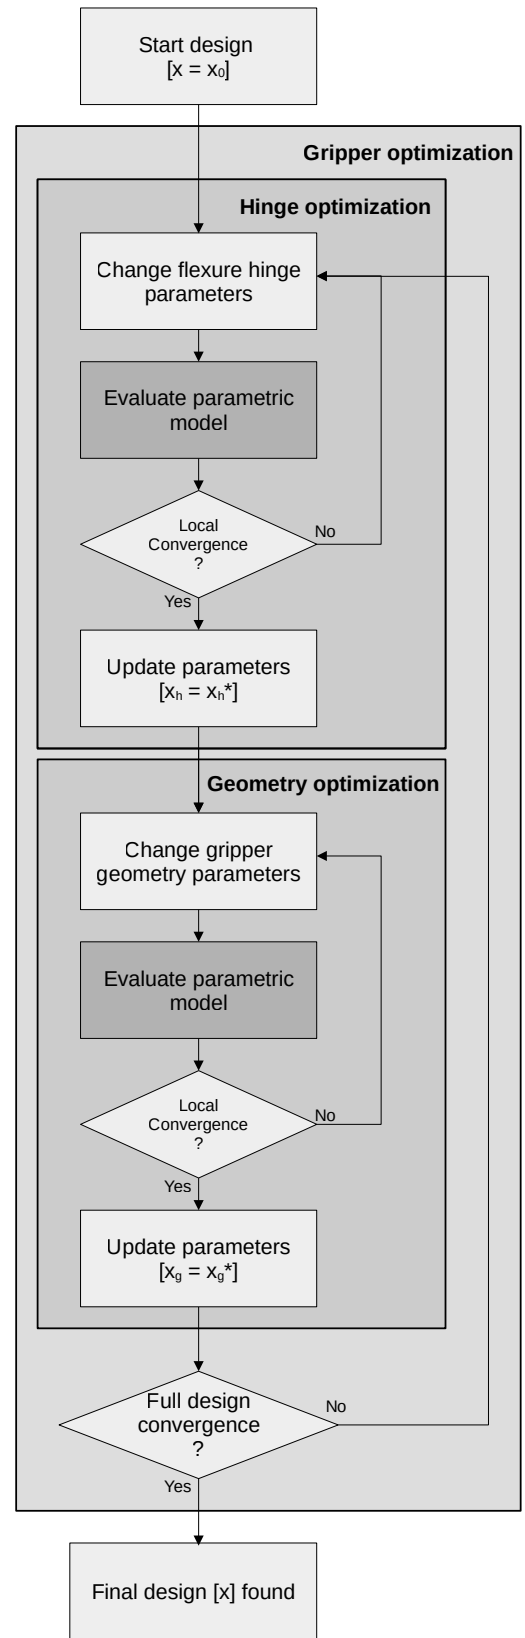 Start design
[x = x₀]
Gripper optimization
Hinge optimization
Change flexure hinge
parameters
Evaluate parametric
model
Local
Convergence
?
No
Yes
Update parameters
[xₕ = xₕ*]
Geometry optimization
Change gripper
geometry parameters
Evaluate parametric
model
Local
Convergence
?
No
Yes
Update parameters
[x_g = x_g*]
Full design
convergence
?
No
Yes
Final design [x] found